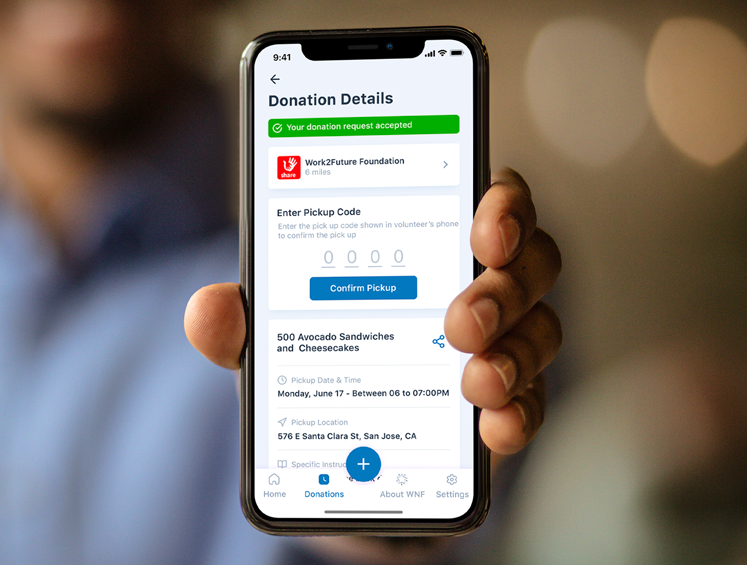 9:41
Donation Details
Your donation request accepted
Work2Future Foundation
6 miles
share
Enter Pickup Code
Enter the pick up code shown in volunteer's phone
to confirm the pick up
0 0 0 0
Confirm Pickup
500 Avocado Sandwiches
and Cheesecakes
Pickup Date & Time
Monday, June 17 - Between 06 to 07:00PM
Pickup Location
576 E Santa Clara St, San Jose, CA
Specific
Home
Donations
About WNF
Settings